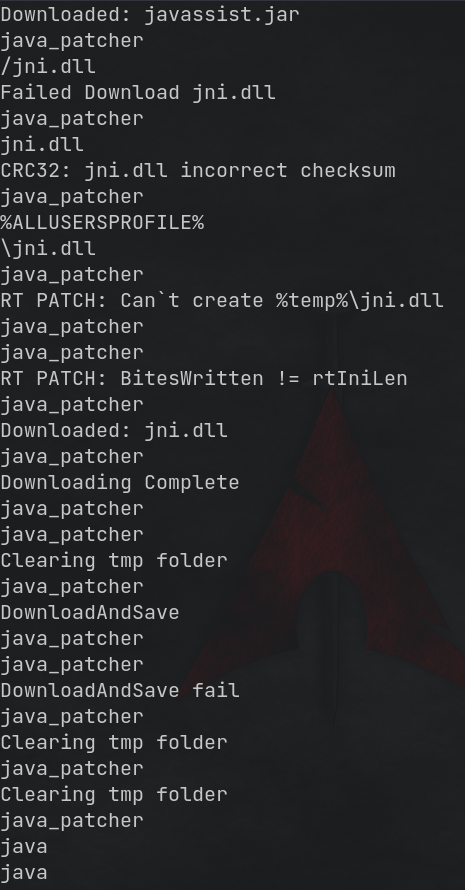 Downloaded: javassist.jar
java_patcher
/jni.dll
Failed Download jni.dll
java_patcher
jni.dll
CRC32: jni.dll incorrect checksum
java_patcher
%ALLUSERSPROFILE%
\jni.dll
java_patcher
RT PATCH: Can`t create %temp%\jni.dll
java_patcher
java_patcher
RT PATCH: BitesWritten != rtIniLen
java_patcher
Downloaded: jni.dll
java_patcher
Downloading Complete
java_patcher
java_patcher
Clearing tmp folder
java_patcher
DownloadAndSave
java_patcher
java_patcher
DownloadAndSave fail
java_patcher
Clearing tmp folder
java_patcher
Clearing tmp folder
java_patcher
java
java